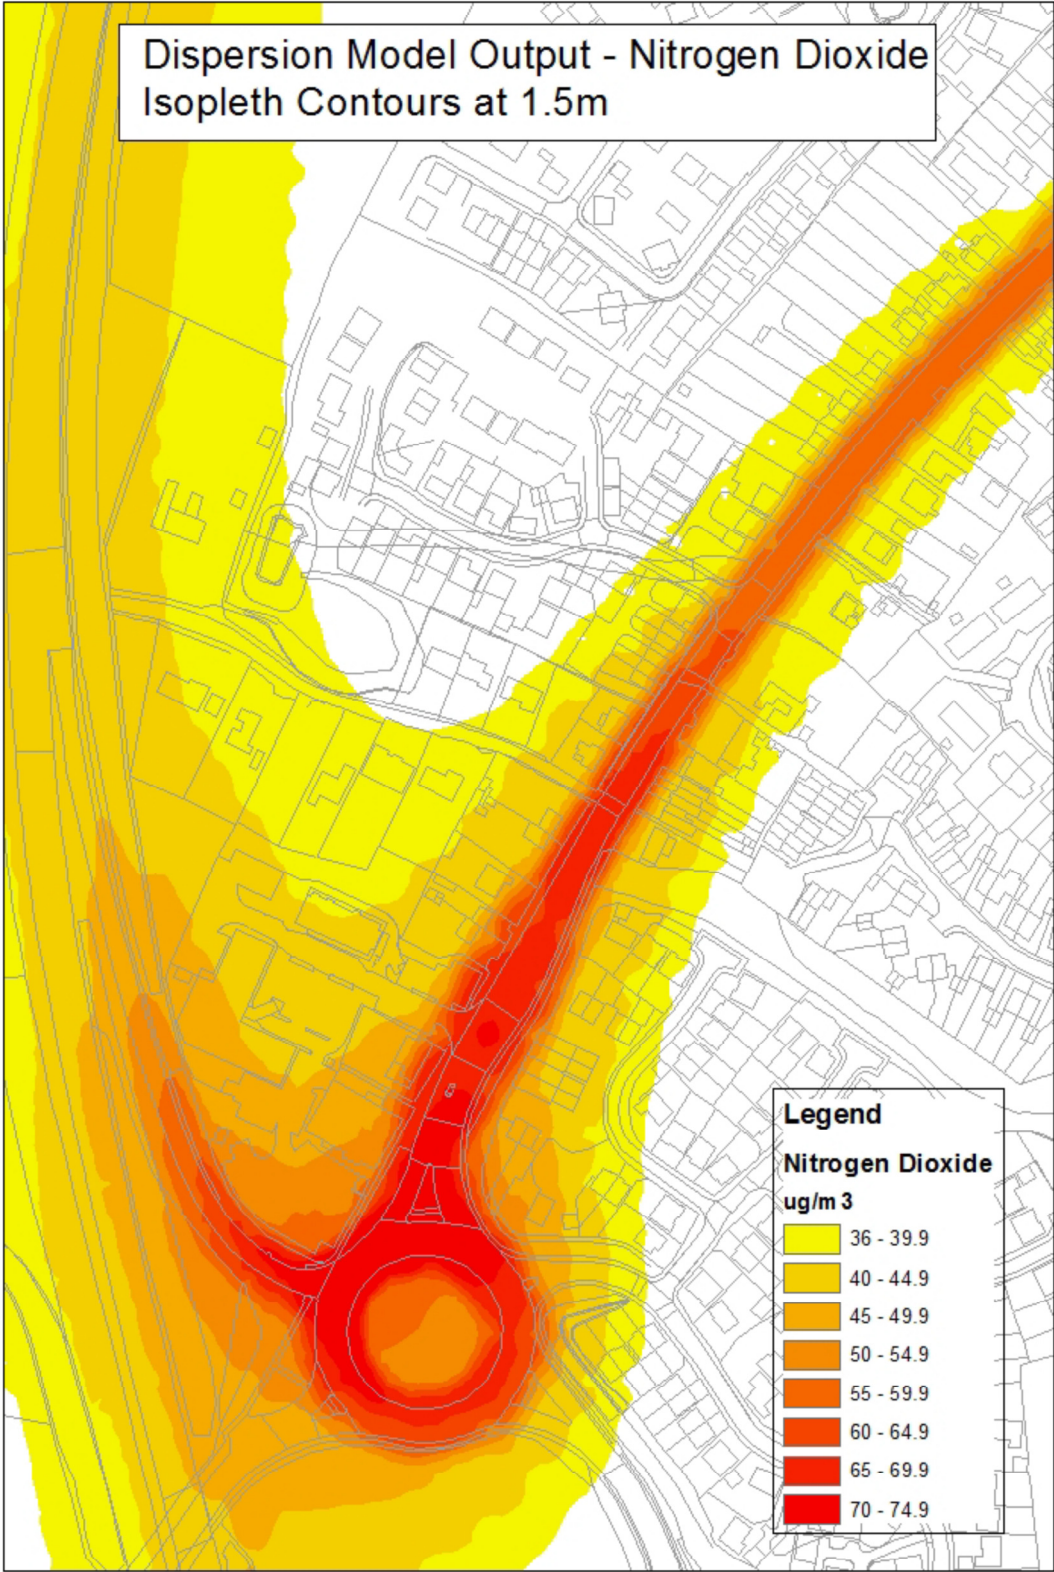 Dispersion Model Output - Nitrogen Dioxide
Isopleth Contours at 1.5m
Legend
Nitrogen Dioxide
ug/m 3
36 - 39.9
40 - 44.9
45 - 49.9
50 - 54.9
55 - 59.9
60 - 64.9
65 - 69.9
70 - 74.9